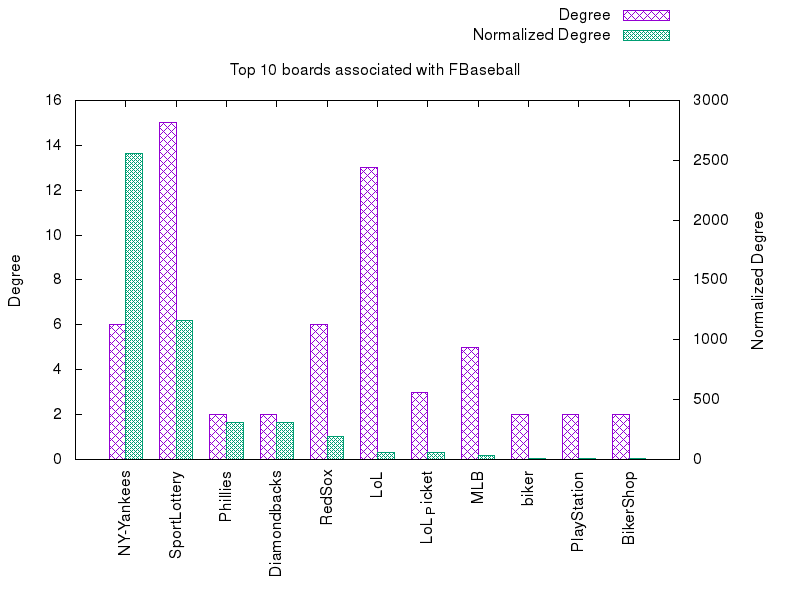 Degree
Normalized Degree
Top 10 boards associated with FBaseball
16
14
12
10
8
6
4
2
0
3000
2500
2000
1500
1000
500
0
Degree
Normalized Degree
NY-Yankees
SportLottery
Phillies
Diamondbacks
RedSox
LoL
LoLPicket
MLB
biker
PlayStation
BikerShop